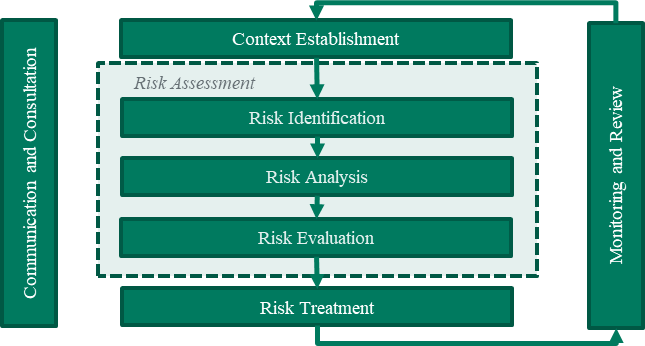 Communication and Consultation
Context Establishment
Risk Assessment
Risk Identification
Risk Analysis
Risk Evaluation
Risk Treatment
Monitoring and Review